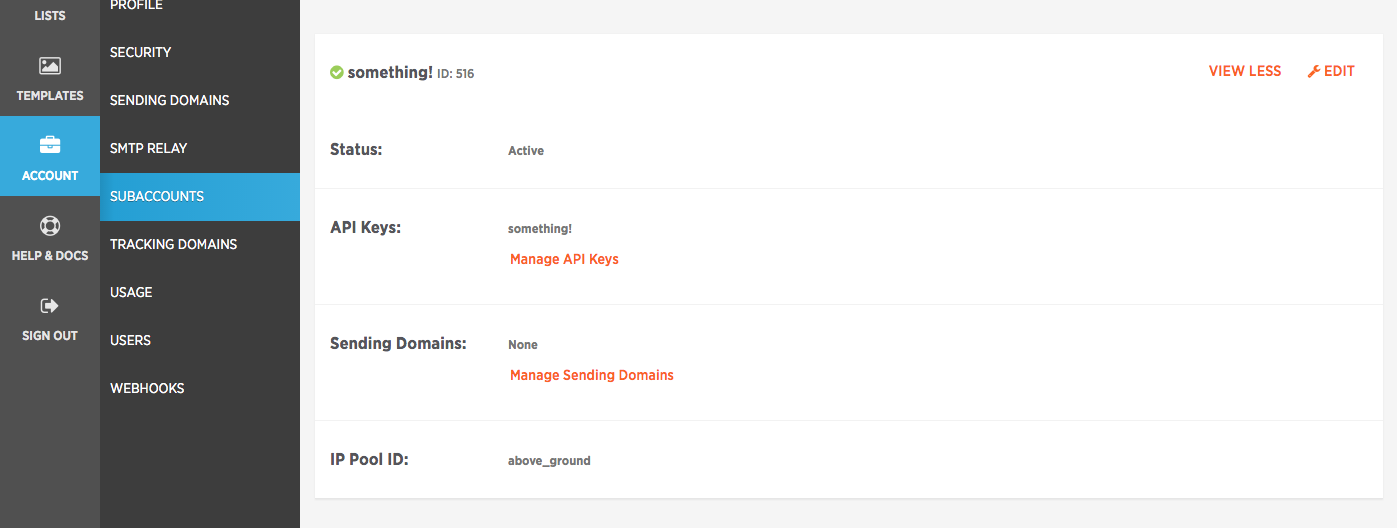 LISTS
TEMPLATES
ACCOUNT
HELP & DOCS
SIGN OUT
PROFILE
SECURITY
SENDING DOMAINS
SMTP RELAY
SUBACCOUNTS
TRACKING DOMAINS
USAGE
USERS
WEBHOOKS
something! ID: 516
VIEW LESS
EDIT
Status: Active
API Keys: something!
Manage API Keys
Sending Domains: None
Manage Sending Domains
IP Pool ID: above_ground